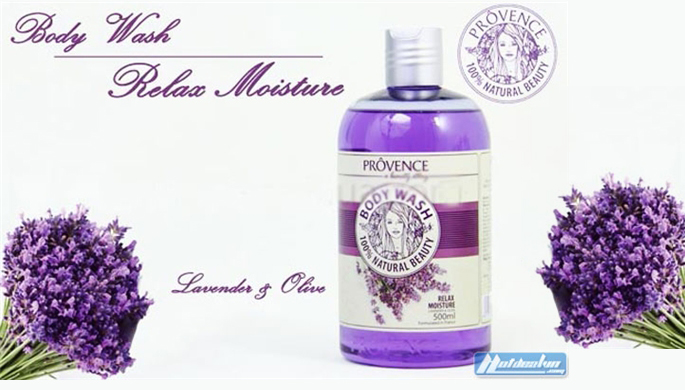 Body Wash
Relax Moisture
Lavender & Olive
PRÔVENCE
100% NATURAL BEAUTY
PRÔVENCE
a beauty story
BODY WASH
100% NATURAL BEAUTY
RELAX
MOISTURE
500ml